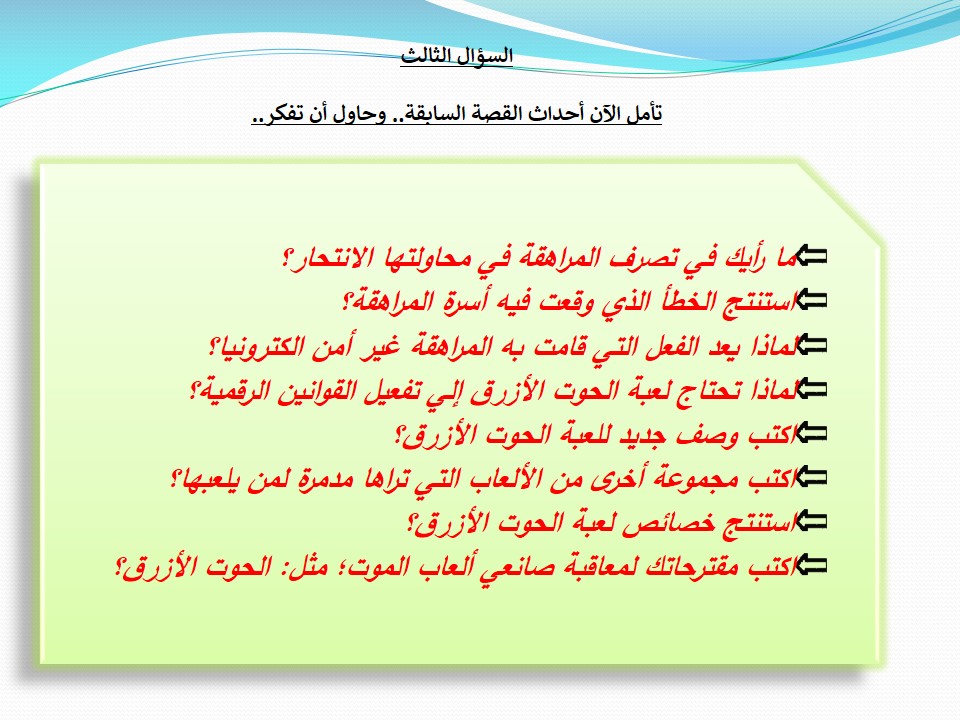 السؤال الثالث
تأمل الآن أحداث القصة السابقة.. وحاول أن تفكر..
ما رأيك في تصرف المراهقة في محاولتها الانتحار؟
استنتج الخطأ الذي وقعت فيه أسرة المراهقة؟
لماذا يعد الفعل التي قامت به المراهقة غير أمن الكترونيا؟
لماذا تحتاج لعبة الحوت الأزرق إلي تفعيل القوانين الرقمية؟
اكتب وصف جديد للعبة الحوت الأزرق؟
اكتب مجموعة أخرى من الألعاب التي تراها مدمرة لمن يلعبها؟
استنتج خصائص لعبة الحوت الأزرق؟
اكتب مقترحاتك لمعاقبة صانعي ألعاب الموت؛ مثل: الحوت الأزرق؟